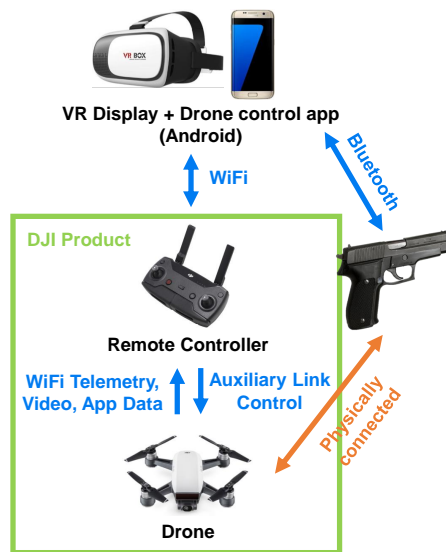 VR BOX
VR Display + Drone control app
(Android)
WiFi
Bluetooth
DJI Product
Remote Controller
WiFi Telemetry,
Video, App Data
Auxiliary Link
Control
Physically
connected
Drone